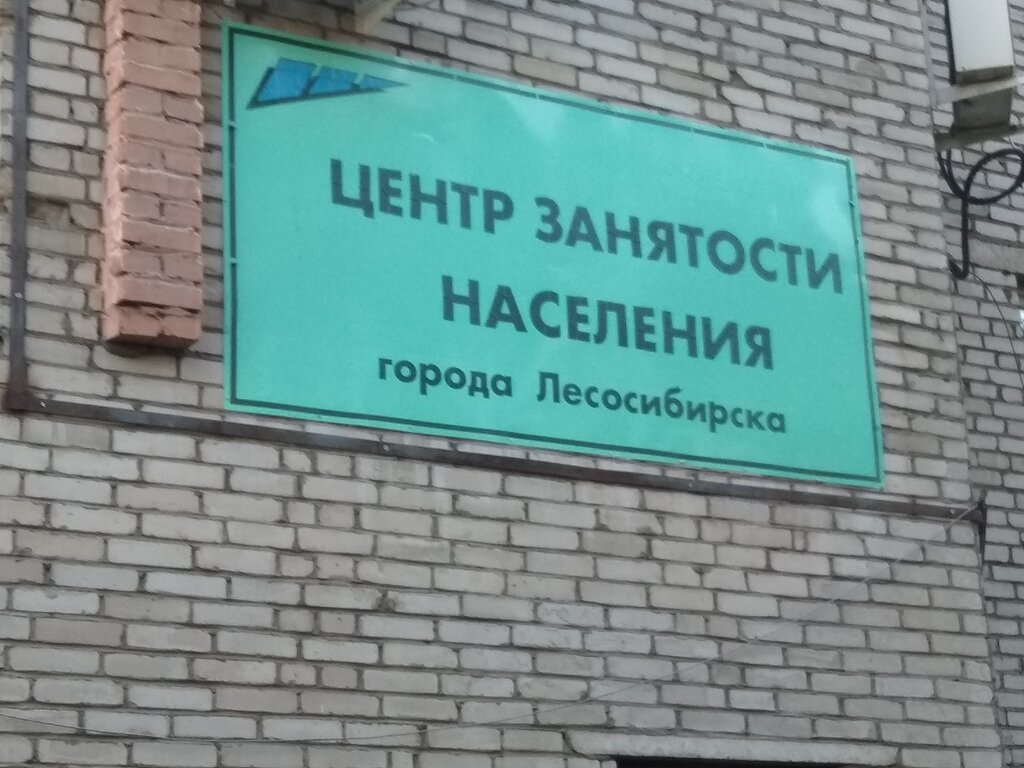 ЦЕНТР ЗАНЯТОСТИ
НАСЕЛЕНИЯ
города Лесосибирска